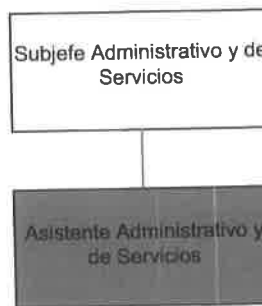 Subjefe Administrativo y de
Servicios
Asistente Administrativo y
de Servicios